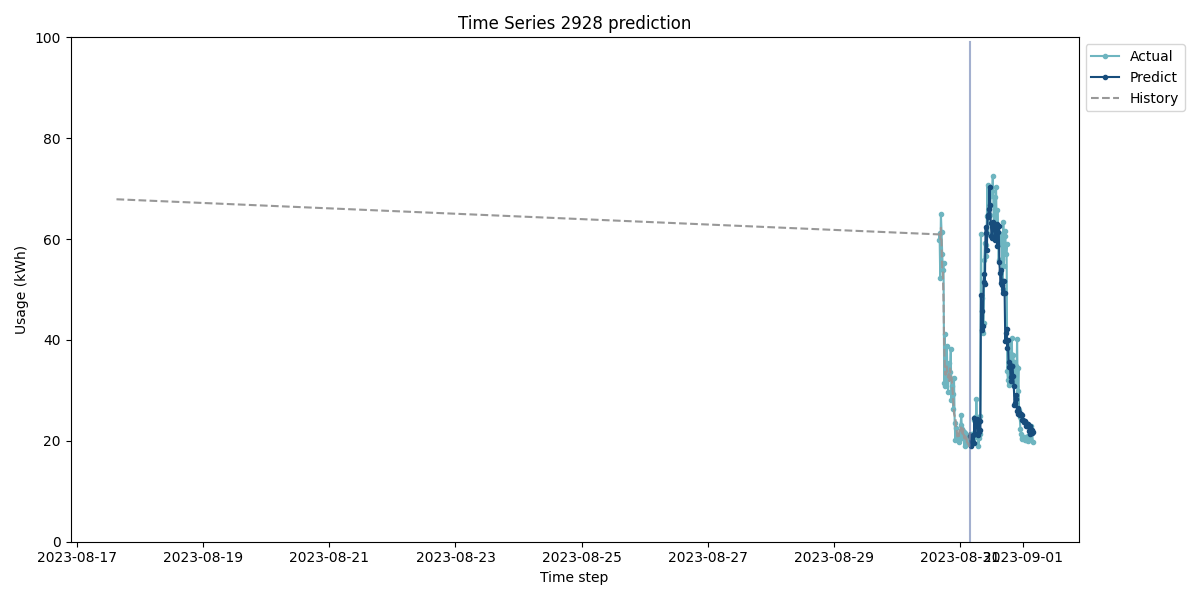 Time Series 2928 prediction
Usage (kWh)
100
80
60
40
20
0
Actual
Predict
History
2023-08-17
2023-08-19
2023-08-21
2023-08-23
2023-08-25
2023-08-27
2023-08-29
2023-08-31
2023-09-01
Time step